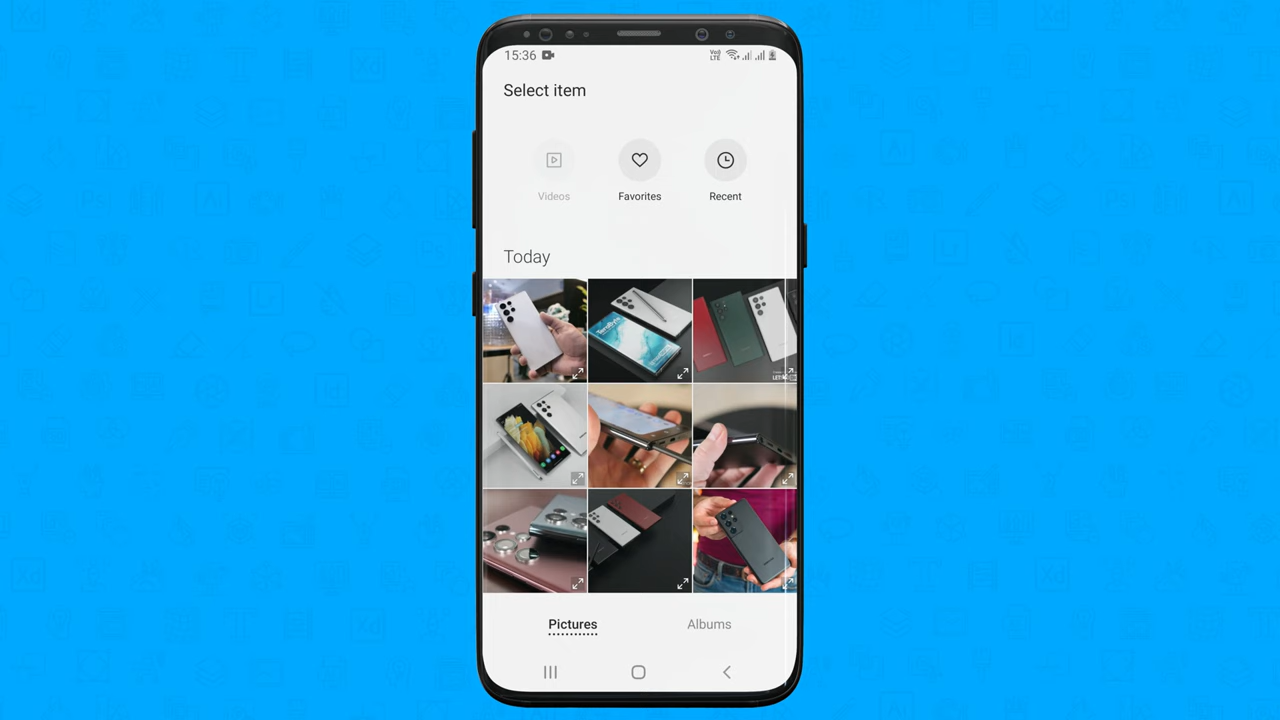 15:36
Select item
Videos
Favorites
Recent
Today
Pictures
Albums